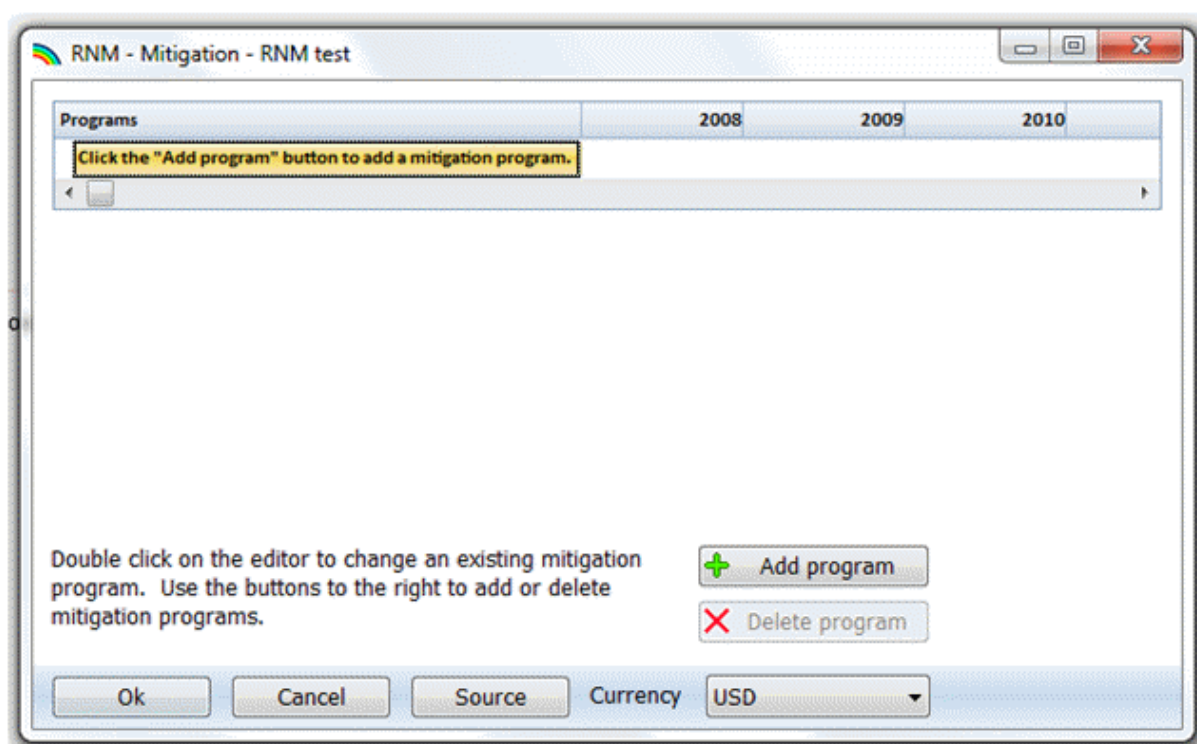 RNM - Mitigation - RNM test
Programs 2008 2009 2010
Click the "Add program" button to add a mitigation program.
Double click on the editor to change an existing mitigation
program. Use the buttons to the right to add or delete
mitigation programs.
Add program
Delete program
Ok Cancel Source Currency USD